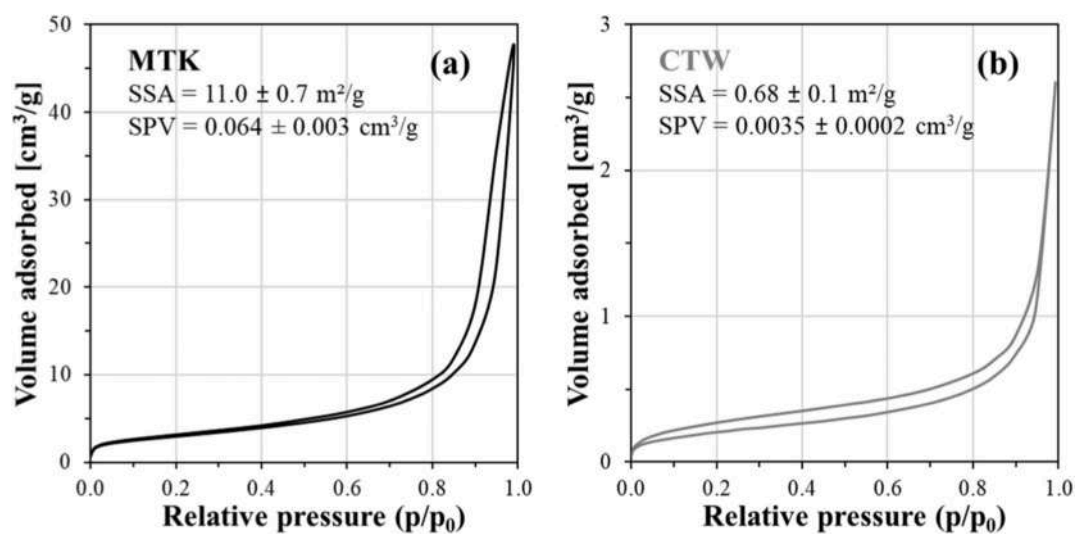 MTK
(a)
SSA = 11.0 ± 0.7 m²/g
SPV = 0.064 ± 0.003 cm³/g
Volume adsorbed [cm³/g]
50
40
30
20
10
0
0.0 0.2 0.4 0.6 0.8 1.0
Relative pressure (p/p₀)
CTW
(b)
SSA = 0.68 ± 0.1 m²/g
SPV = 0.0035 ± 0.0002 cm³/g
Volume adsorbed [cm³/g]
3
2
1
0
0.0 0.2 0.4 0.6 0.8 1.0
Relative pressure (p/p₀)